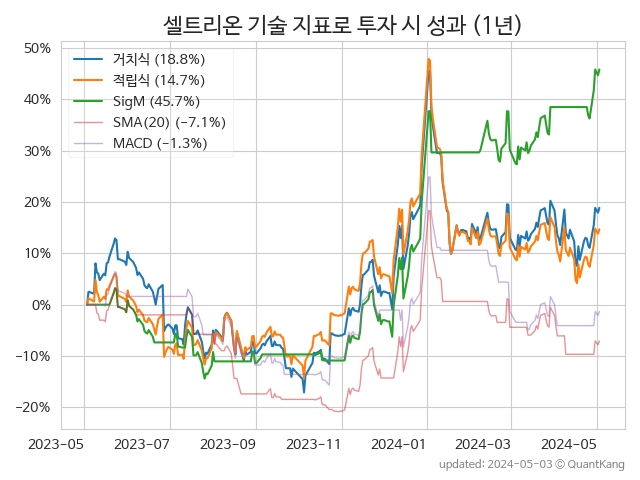 셀트리온 기술 지표로 투자 시 성과 (1년)
거치식 (18.8%)
적립식 (14.7%)
SigM (45.7%)
SMA(20) (−7.1%)
MACD (−1.3%)
50%
40%
30%
20%
10%
0%
−10%
−20%
2023-05 2023-07 2023-09 2023-11 2024-01 2024-03 2024-05
updated: 2024-05-03 © QuantKang